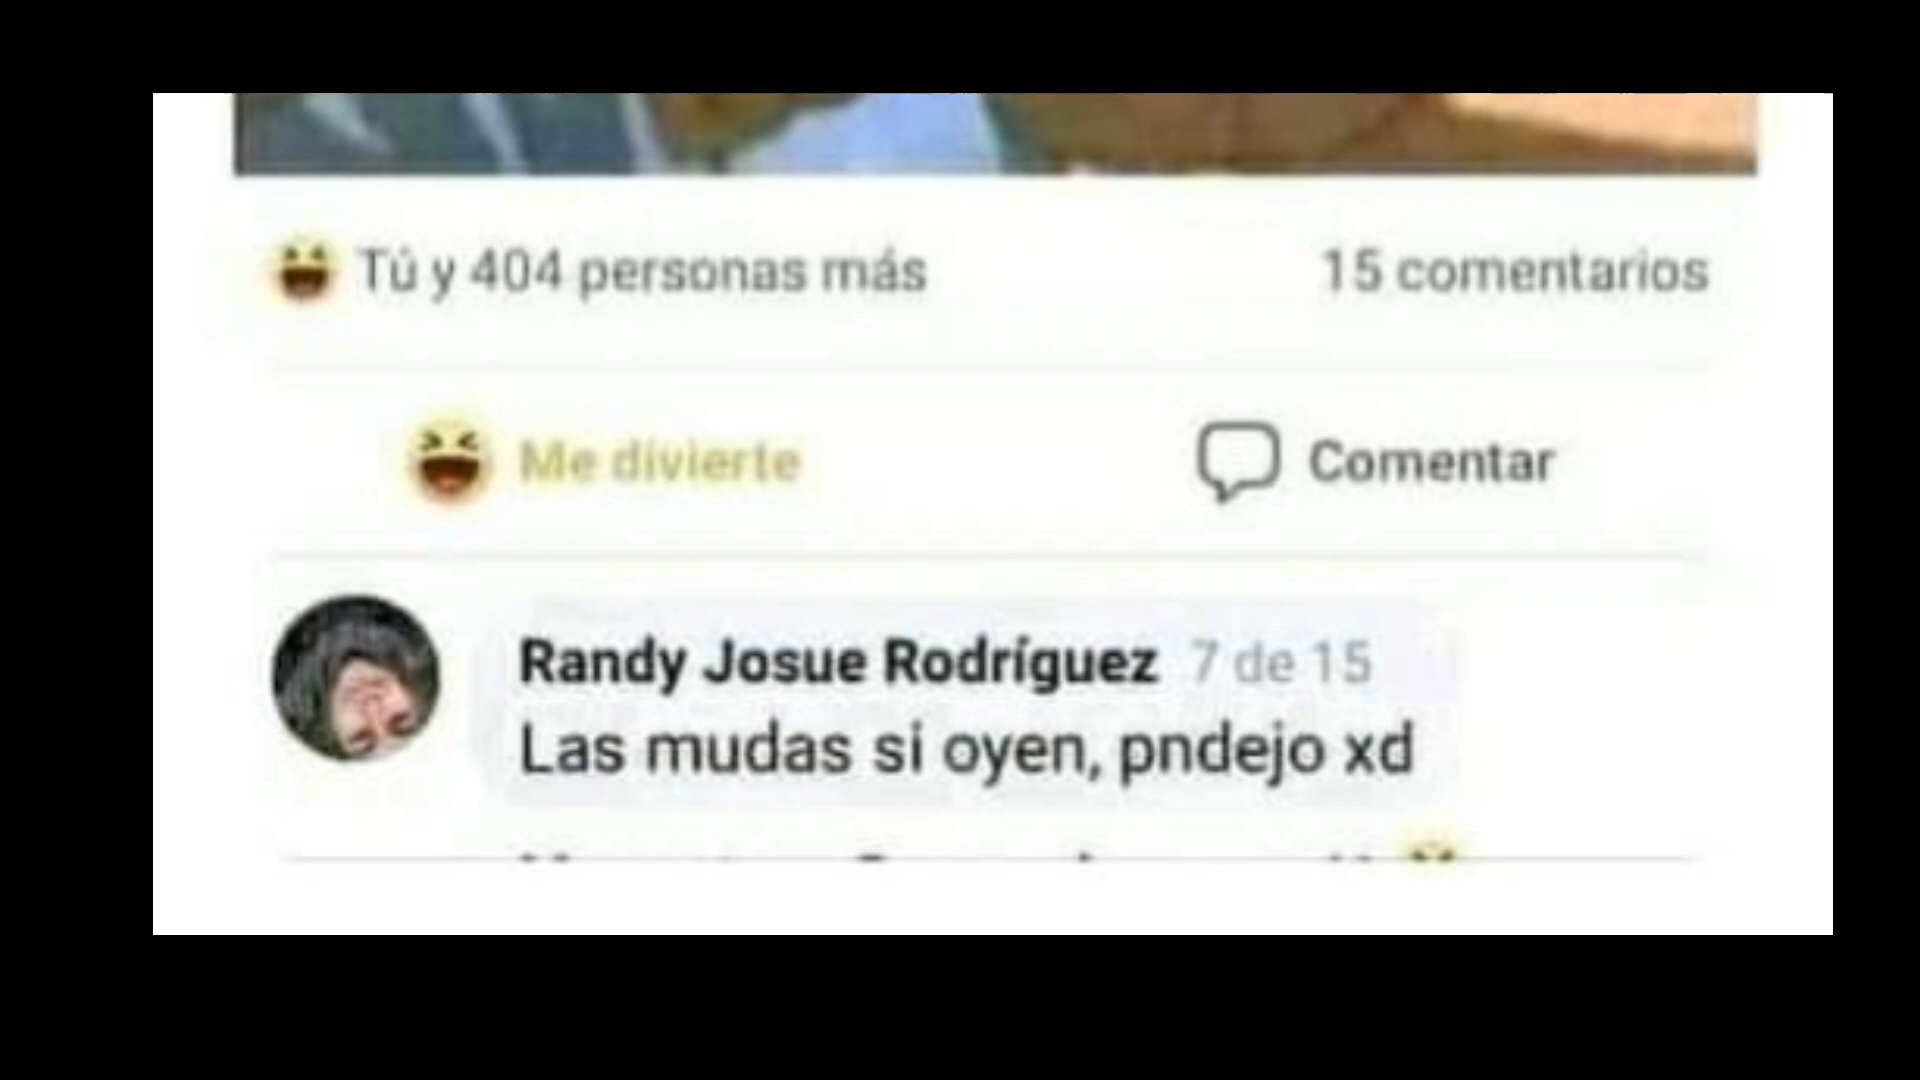 Tú y 404 personas más 15 comentarios
Me divierte Comentar
Randy Josue Rodríguez 7 de 15
Las mudas si oyen, pndejo xd